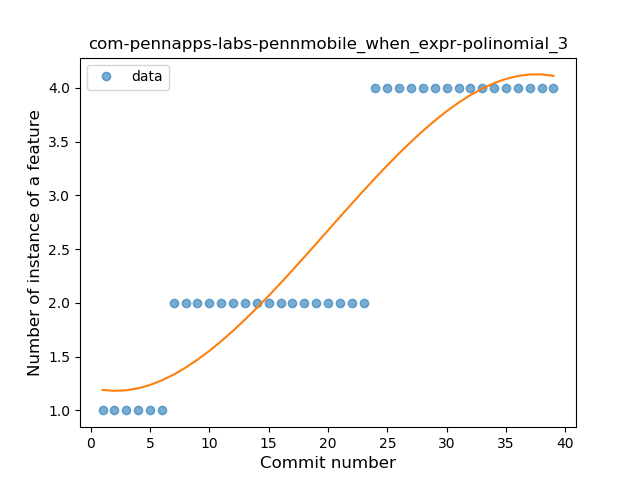 com-pennapps-labs-pennmobile_when_expr-polinomial_3
data
Number of instance of a feature
4.0
3.5
3.0
2.5
2.0
1.5
1.0
0 5 10 15 20 25 30 35 40
Commit number